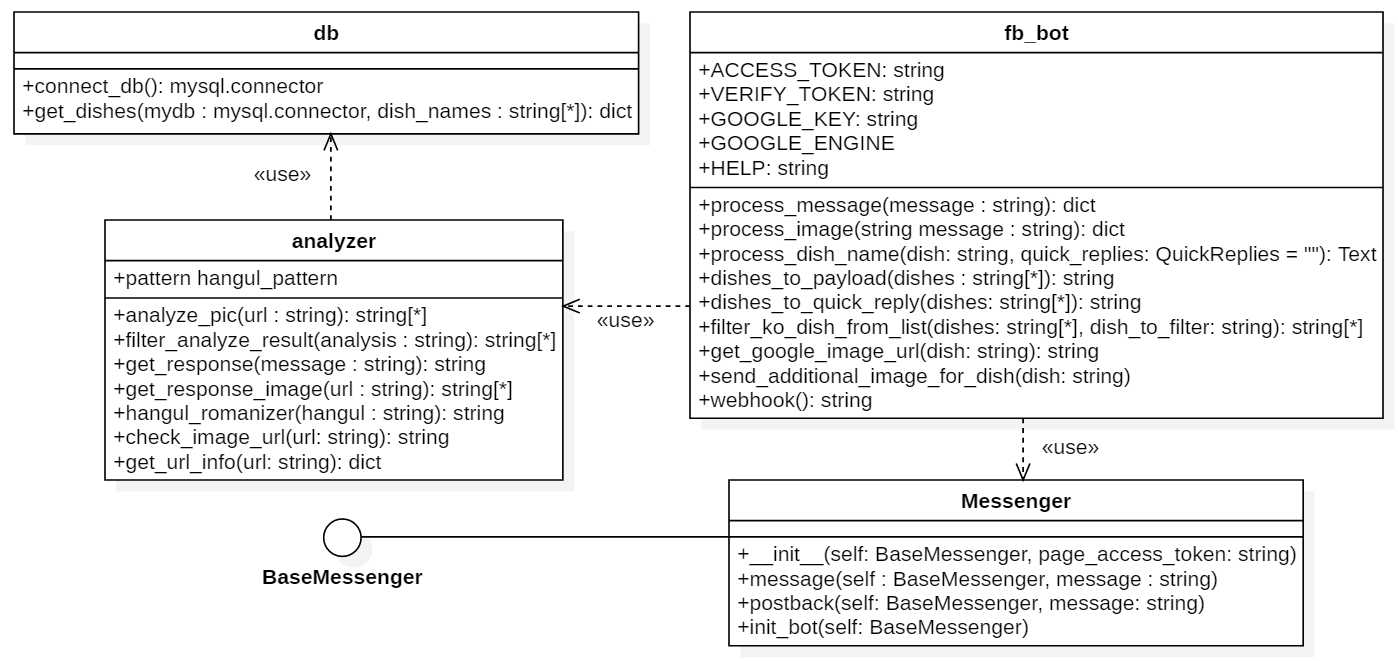 db
+connect_db(): mysql.connector
+get_dishes(mydb : mysql.connector, dish_names : string[*]): dict
«use»
analyzer
+pattern hangul_pattern
+analyze_pic(url : string): string[*]
+filter_analyze_result(analysis : string): string[*]
+get_response(message : string): string
+get_response_image(url : string): string[*]
+hangul_romanizer(hangul : string): string
+check_image_url(url: string): string
+get_url_info(url: string): dict
«use»
fb_bot
+ACCESS_TOKEN: string
+VERIFY_TOKEN: string
+GOOGLE_KEY: string
+GOOGLE_ENGINE
+HELP: string
+process_message(message : string): dict
+process_image(string message : string): dict
+process_dish_name(dish: string, quick_replies: QuickReplies = ""): Text
+dishes_to_payload(dishes : string[*]): string
+dishes_to_quick_reply(dishes: string[*]): string
+filter_ko_dish_from_list(dishes: string[*], dish_to_filter: string): string[*]
+get_google_image_url(dish: string): string
+send_additional_image_for_dish(dish: string)
+webhook(): string
«use»
Messenger
+__init__(self: BaseMessenger, page_access_token: string)
+message(self : BaseMessenger, message : string)
+postback(self: BaseMessenger, message: string)
+init_bot(self: BaseMessenger)
BaseMessenger